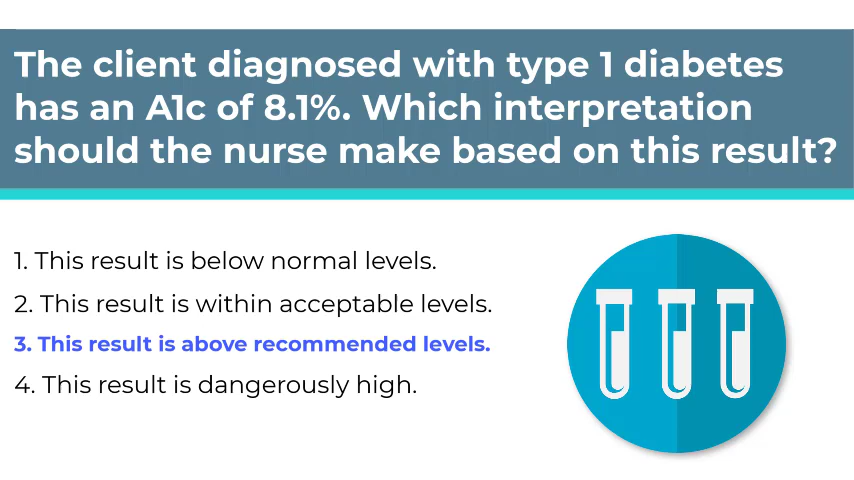 The client diagnosed with type 1 diabetes
has an A1c of 8.1%. Which interpretation
should the nurse make based on this result?
1. This result is below normal levels.
2. This result is within acceptable levels.
3. This result is above recommended levels.
4. This result is dangerously high.